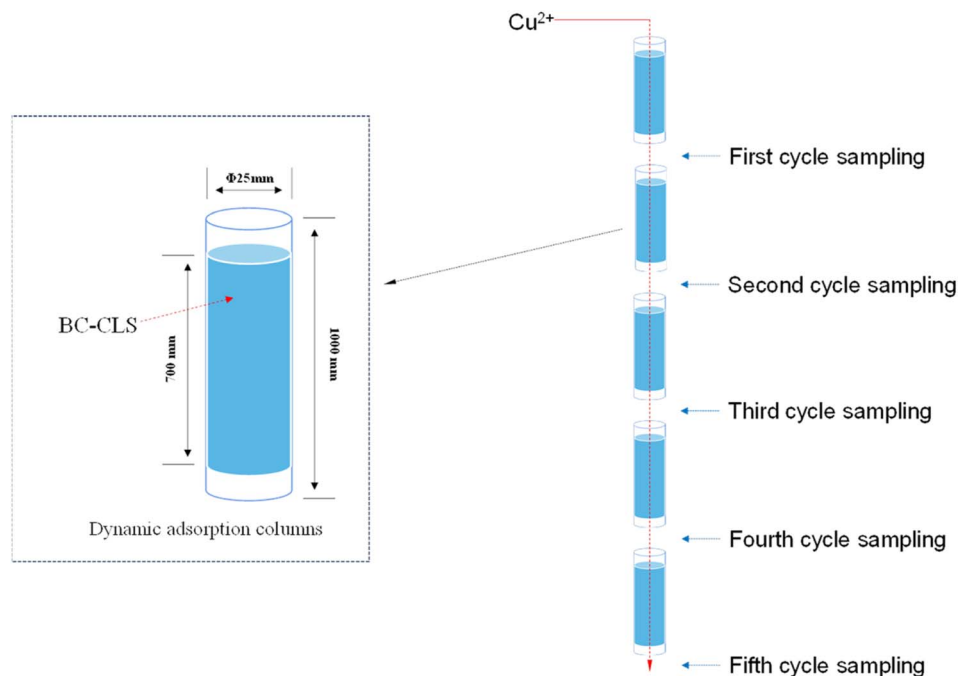 Cu²⁺
First cycle sampling
Second cycle sampling
Third cycle sampling
Fourth cycle sampling
Fifth cycle sampling
Φ25mm
BC-CLS
700 mm
1000 mm
Dynamic adsorption columns